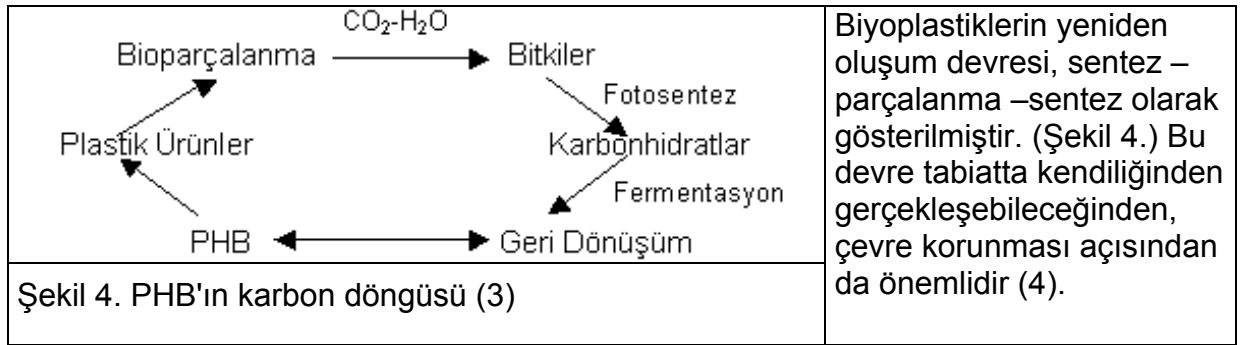 CO₂-H₂O
Bioparçalanma
Bitkiler
Fotosentez
Plastik Ürünler
Karbonhidratlar
Fermentasyon
PHB
Geri Dönüşüm
Şekil 4. PHB'ın karbon döngüsü (3)
Biyoplastiklerin yeniden
oluşum devresi, sentez –
parçalanma –sentez olarak
gösterilmiştir. (Şekil 4.) Bu
devre tabiatta kendiliğinden
gerçekleşebileceğinden,
çevre korunması açısından
da önemlidir (4).